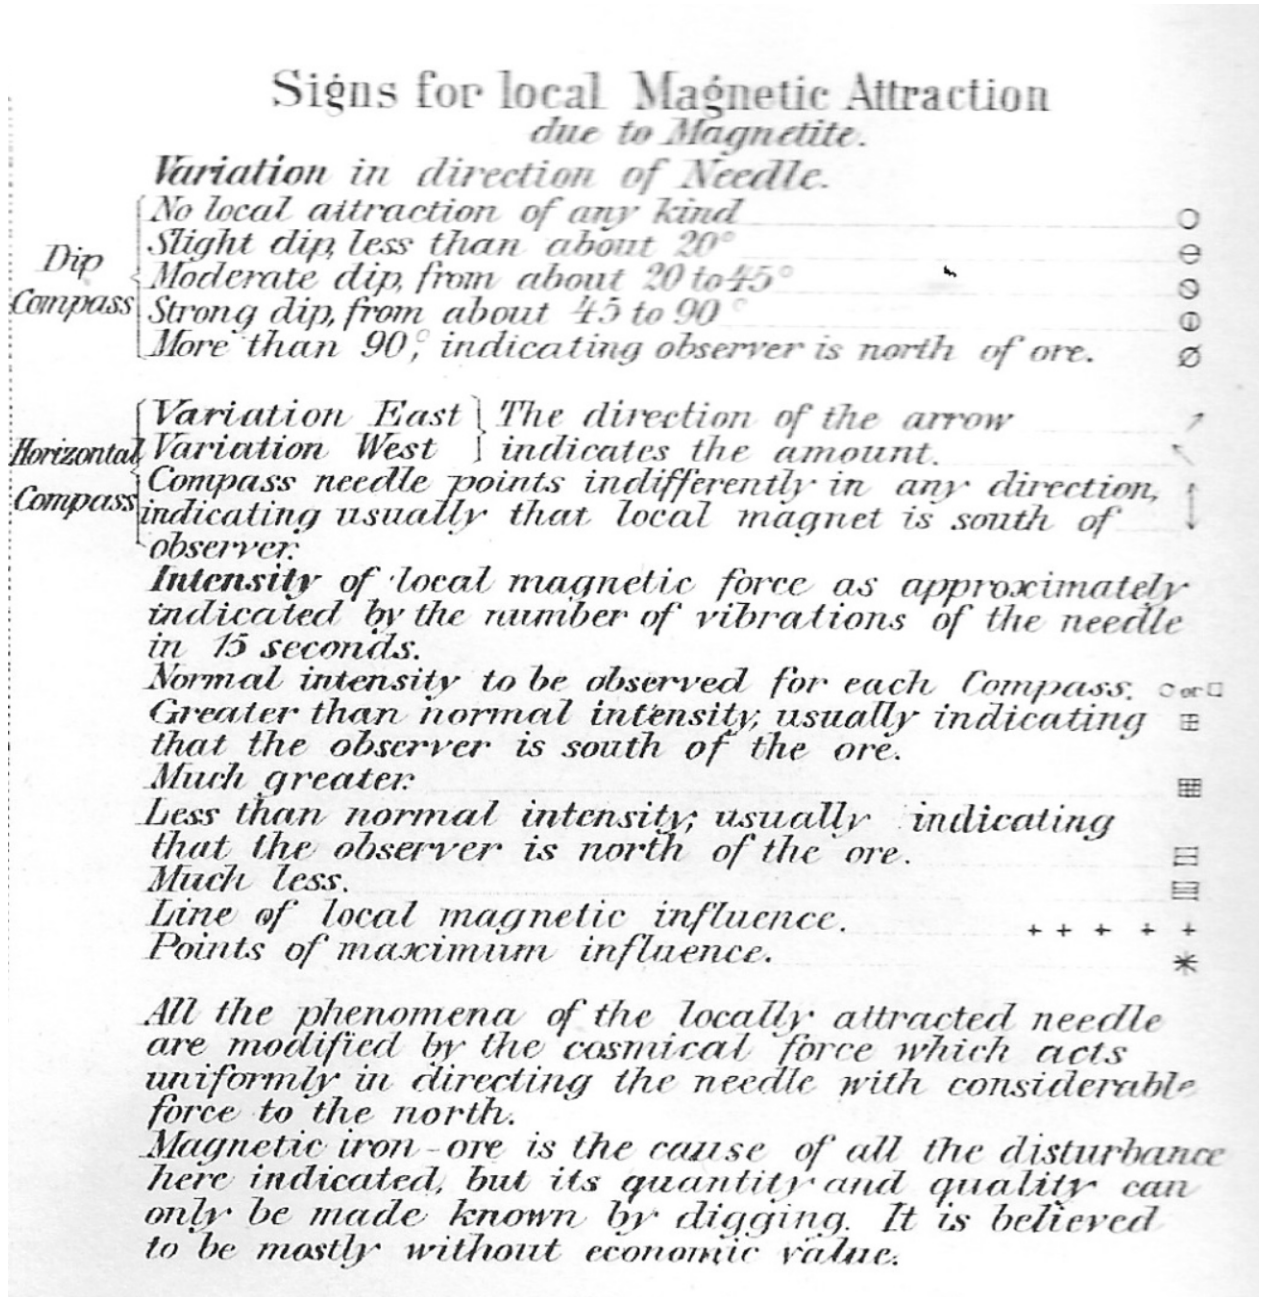 Signs for local Magnetic Attraction
due to Magnetite.
Variation in direction of Needle.
Dip Compass
No local attraction of any kind
Slight dip, less than about 20°
Moderate dip, from about 20 to 45°
Strong dip, from about 45 to 90°
More than 90°, indicating observer is north of ore.
Horizontal Compass
Variation East } The direction of the arrow
Variation West } indicates the amount.
Compass needle points indifferently in any direction,
indicating usually that local magnet is south of
observer.
Intensity of local magnetic force as approximately
indicated by the number of vibrations of the needle
in 15 seconds.
Normal intensity to be observed for each Compass. ○ or □
Greater than normal intensity, usually indicating
that the observer is south of the ore.
Much greater.
Less than normal intensity; usually indicating
that the observer is north of the ore.
Much less.
Line of local magnetic influence. + + + + +
Points of maximum influence. *
All the phenomena of the locally attracted needle
are modified by the cosmical force which acts
uniformly in directing the needle with considerable
force to the north.
Magnetic iron-ore is the cause of all the disturbance
here indicated, but its quantity and quality can
only be made known by digging. It is believed
to be mostly without economic value.